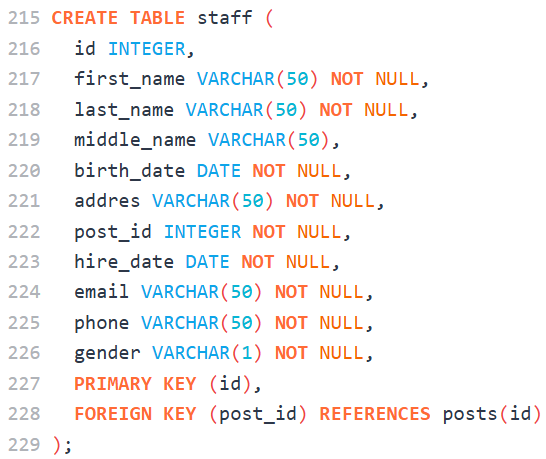 215 CREATE TABLE staff (
216 id INTEGER,
217 first_name VARCHAR(50) NOT NULL,
218 last_name VARCHAR(50) NOT NULL,
219 middle_name VARCHAR(50),
220 birth_date DATE NOT NULL,
221 addres VARCHAR(50) NOT NULL,
222 post_id INTEGER NOT NULL,
223 hire_date DATE NOT NULL,
224 email VARCHAR(50) NOT NULL,
225 phone VARCHAR(50) NOT NULL,
226 gender VARCHAR(1) NOT NULL,
227 PRIMARY KEY (id),
228 FOREIGN KEY (post_id) REFERENCES posts(id)
229 );